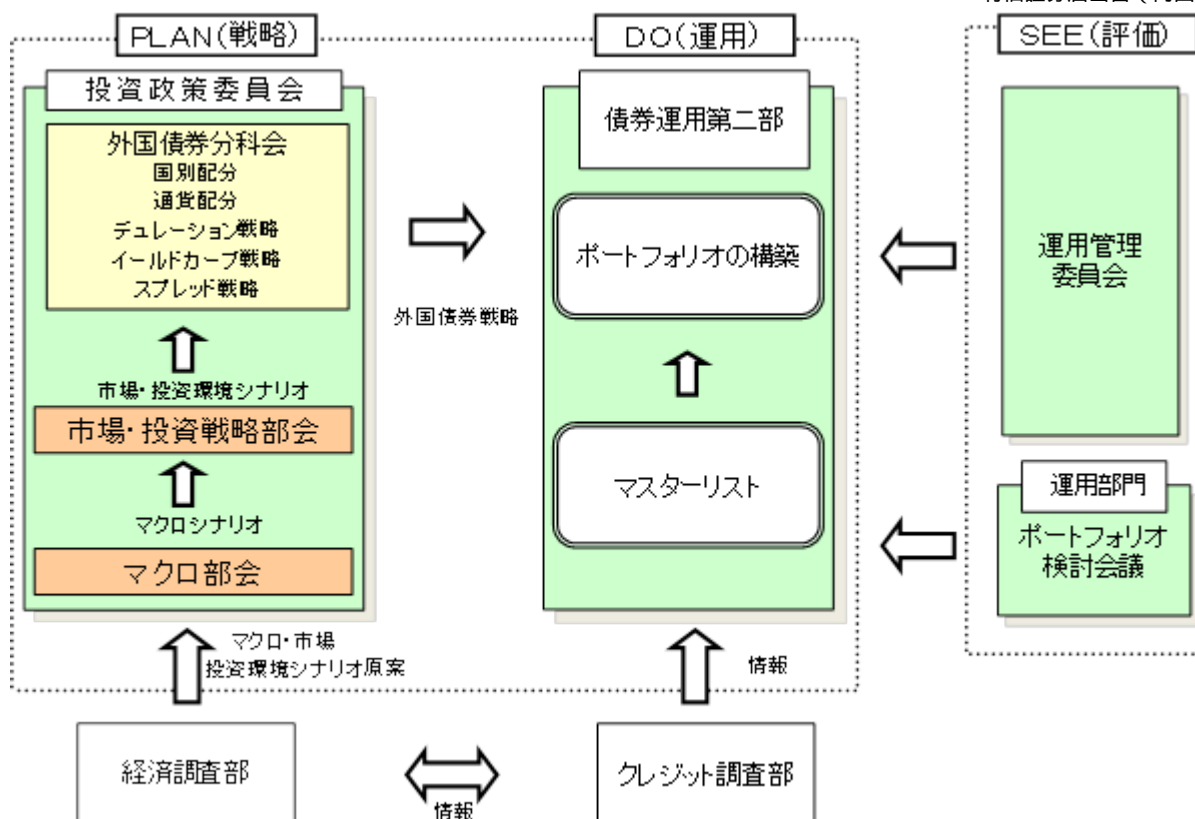 PLAN(戦略)
投資政策委員会
外国債券分科会
国別配分
通貨配分
デュレーション戦略
イールドカーブ戦略
スプレッド戦略
市場・投資環境シナリオ
市場・投資戦略部会
マクロシナリオ
マクロ部会
マクロ・市場
投資環境シナリオ原案
経済調査部
外国債券戦略
情報
DO(運用)
債券運用第二部
ポートフォリオの構築
マスターリスト
情報
クレジット調査部
SEE(評価)
運用管理
委員会
運用部門
ポートフォリオ
検討会議